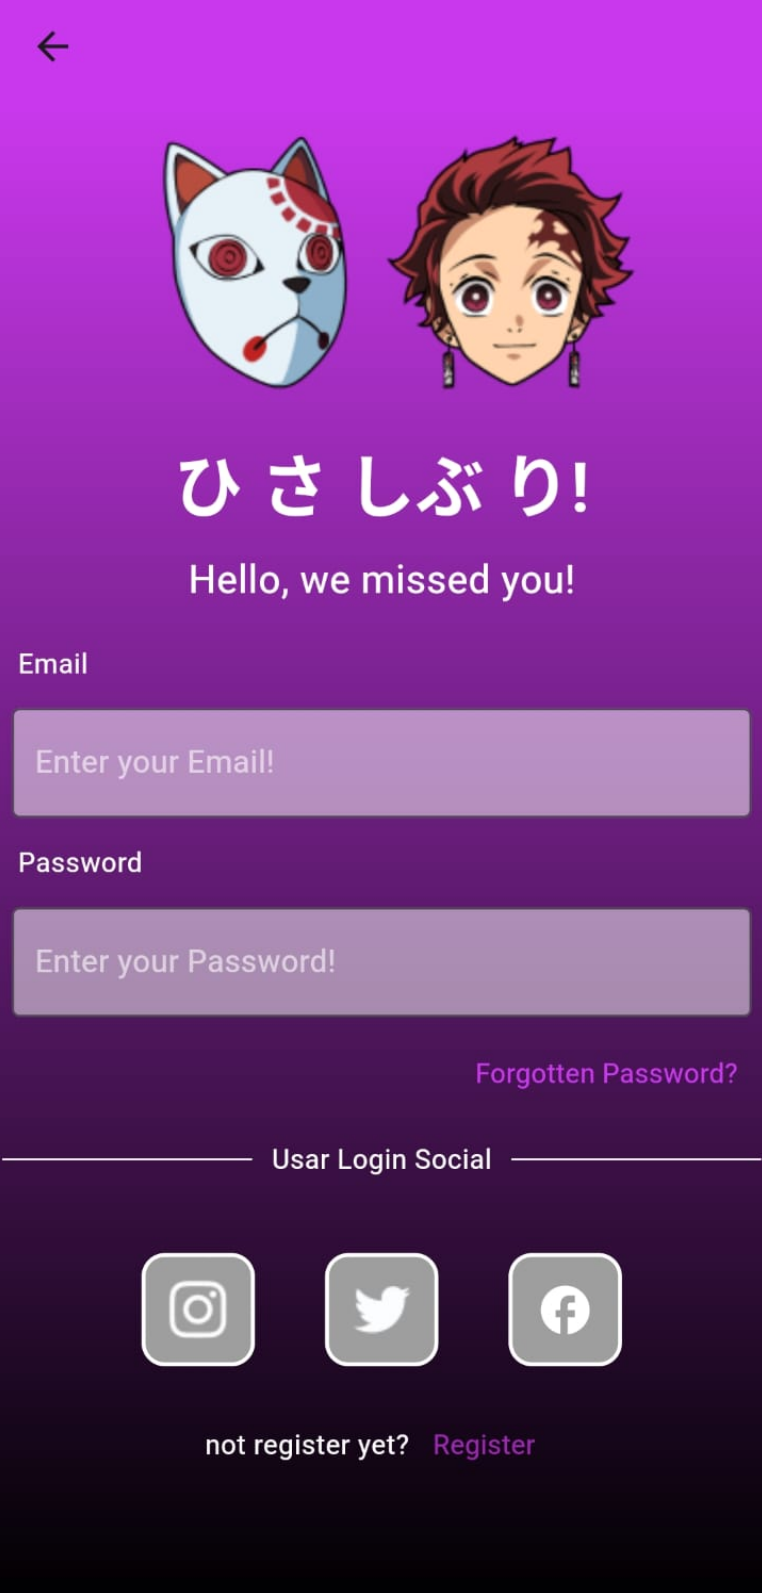 ひさしぶり!
Hello, we missed you!
Email
Enter your Email!
Password
Enter your Password!
Forgotten Password?
Usar Login Social
not register yet? Register